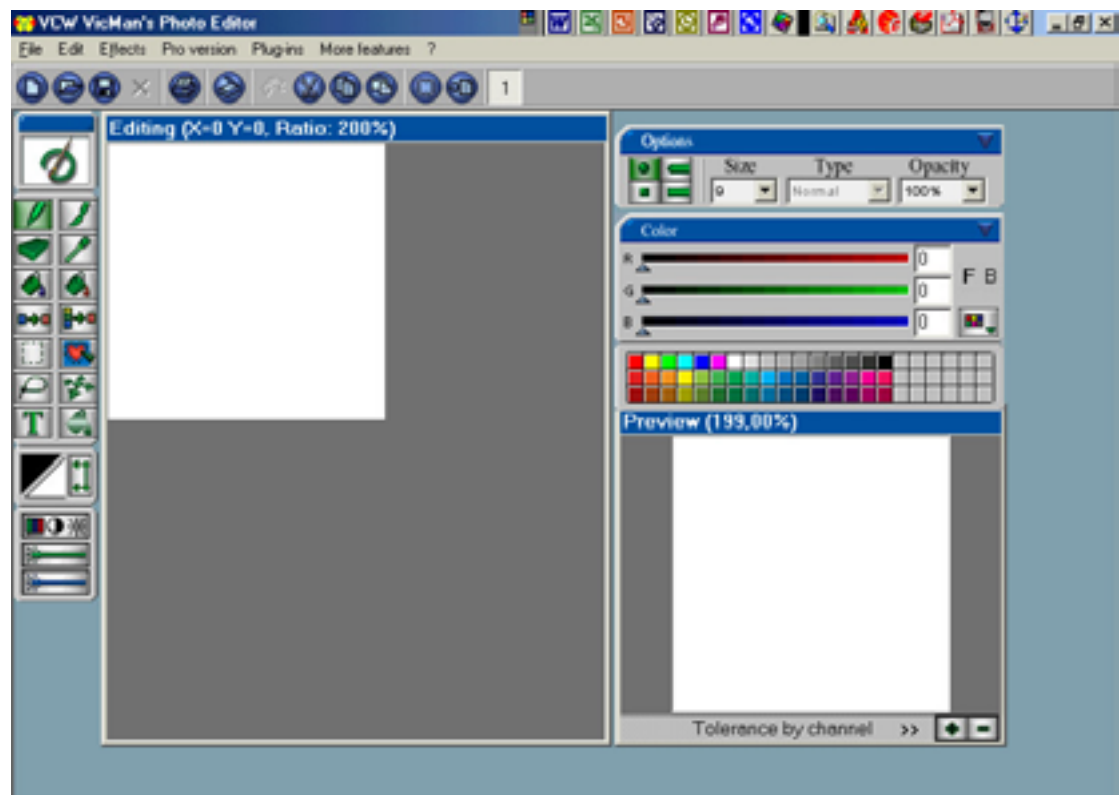 VCW VicMan's Photo Editor
File Edit Effects Pro version Plug-ins More features ?
1
Editing (X=0 Y=0, Ratio: 200%)
Options
Size Type Opacity
9 Normal 100%
Color
R 0
F B
G 0
B 0
T
Preview (199,00%)
Tolerance by channel >>